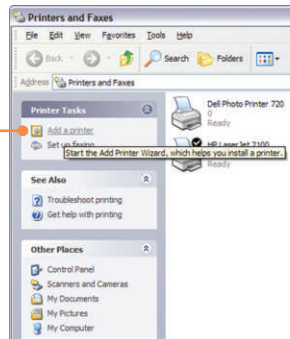 Printers and Faxes
File Edit View Favorites Tools Help
Back Search Folders
Address Printers and Faxes
Printer Tasks
Add a printer
Set up faxing
Start the Add Printer Wizard, which helps you install a printer.
See Also
Troubleshoot printing
Get help with printing
Other Places
Control Panel
Scanners and Cameras
My Documents
My Pictures
My Computer
Dell Photo Printer 720
0
Ready
HP LaserJet 2100
Ready